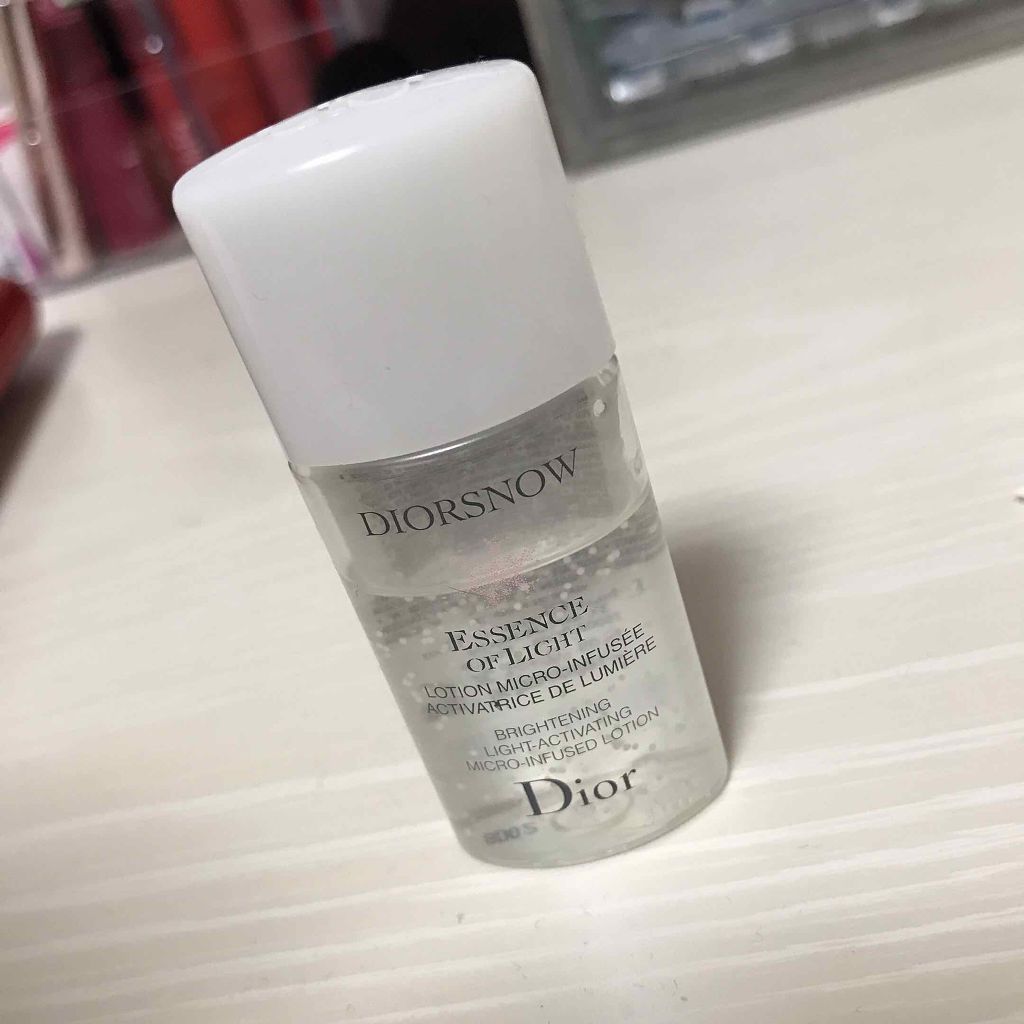 DIORSNOW
ESSENCE
OF LIGHT
LOTION MICRO-INFUSÉE
ACTIVATRICE DE LUMIÈRE
BRIGHTENING
LIGHT-ACTIVATING
MICRO-INFUSED LOTION
Dior